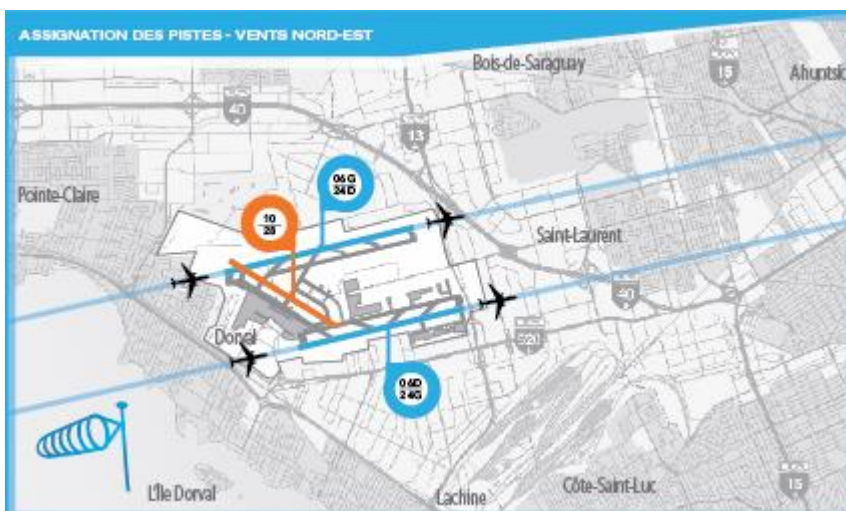 ASSIGNATION DES PISTES - VENTS NORD-EST
Bois-de-Saraguay
15
Ahuntsic
40
13
Pointe-Claire
06G
24D
10
28
Saint-Laurent
40
Dorval
520
06D
24G
L'Île Dorval
Lachine
Côte-Saint-Luc
15